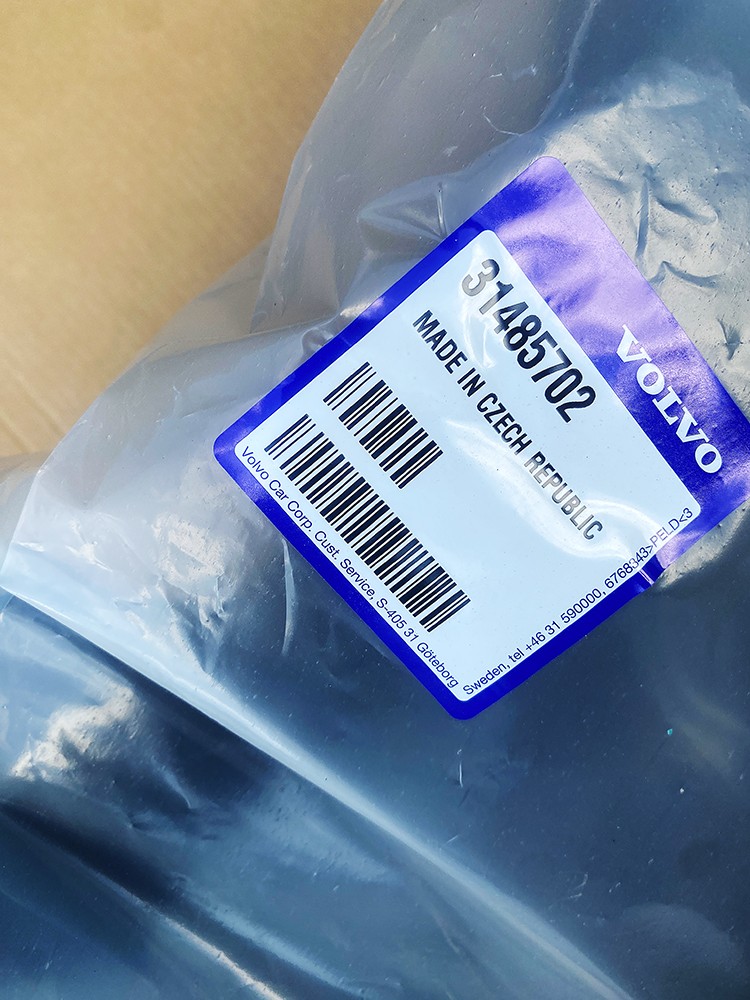 VOLVO
31485702
MADE IN CZECH REPUBLIC
Volvo Car Corp. Cust. Service, S-405 31 Göteborg
Sweden, tel +46 31 590000, 6768343>PELD<3